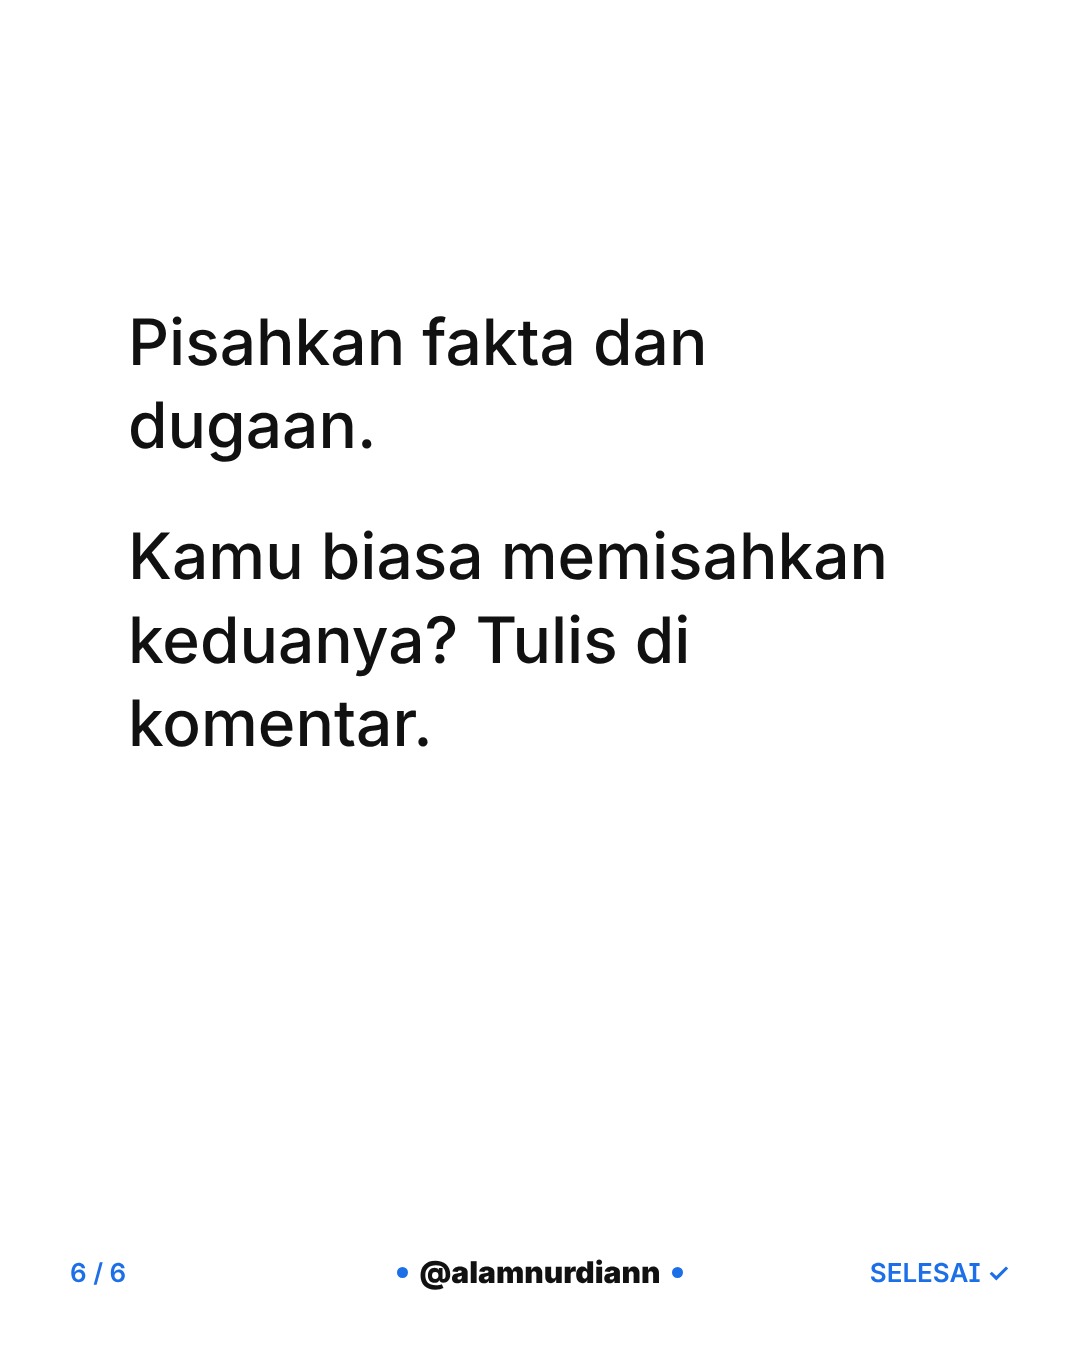 Pisahkan fakta dan
dugaan.
Kamu biasa memisahkan
keduanya? Tulis di
komentar.
6 / 6
• @alamnurdiann •
SELESAI ✓